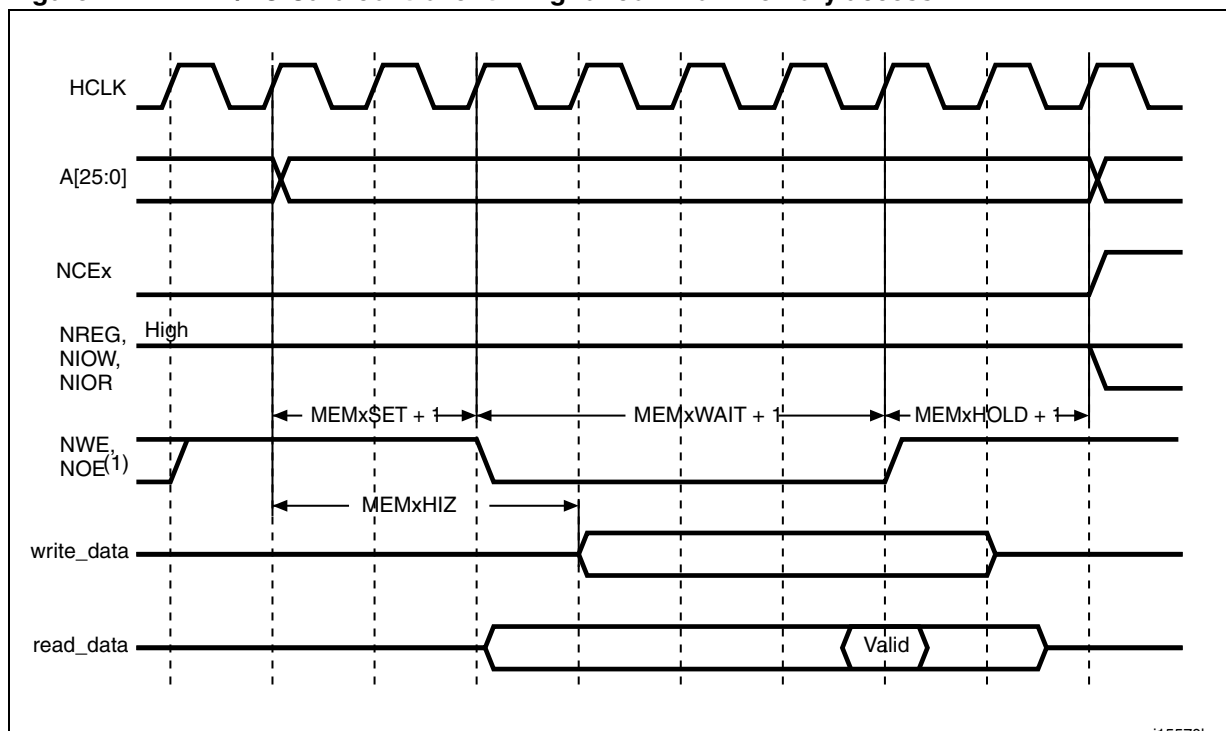 HCLK
A[25:0]
NCEx
NREG,
NIOW,
NIOR
High
MEMxSET + 1
MEMxWAIT + 1
MEMxHOLD + 1
NWE,
NOE(1)
MEMxHIZ
write_data
read_data
Valid